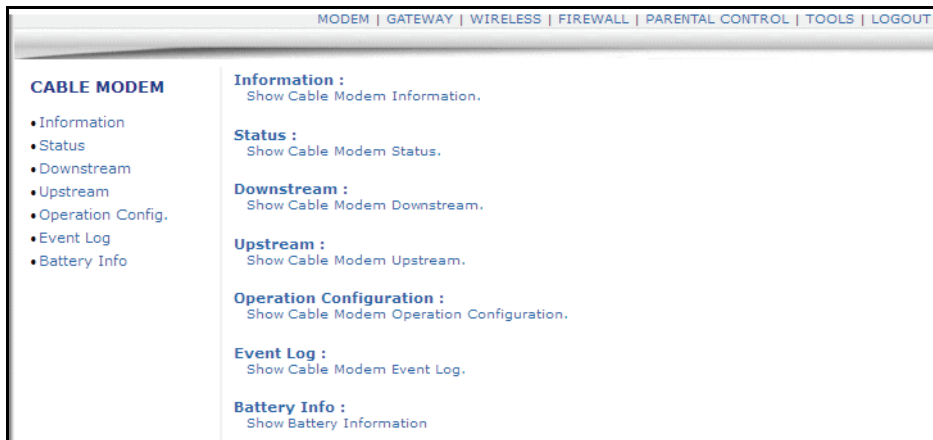 MODEM | GATEWAY | WIRELESS | FIREWALL | PARENTAL CONTROL | TOOLS | LOGOUT
CABLE MODEM
• Information
• Status
• Downstream
• Upstream
• Operation Config.
• Event Log
• Battery Info
Information :
Show Cable Modem Information.
Status :
Show Cable Modem Status.
Downstream :
Show Cable Modem Downstream.
Upstream :
Show Cable Modem Upstream.
Operation Configuration :
Show Cable Modem Operation Configuration.
Event Log :
Show Cable Modem Event Log.
Battery Info :
Show Battery Information